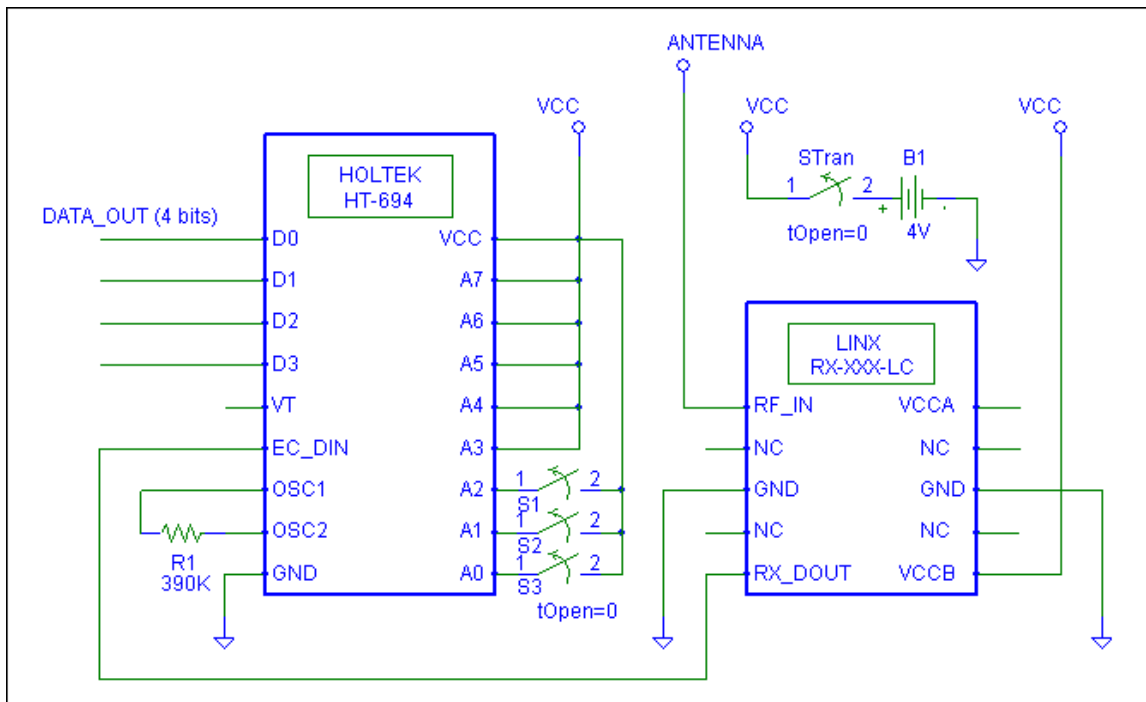 ANTENNA
VCC
VCC
VCC
STran
B1
1
2
+
-
tOpen=0
4V
HOLTEK
HT-694
DATA_OUT (4 bits)
D0
VCC
D1
A7
D2
A6
D3
A5
VT
A4
EC_DIN
A3
OSC1
A2
1
2
S1
OSC2
A1
1
2
S2
R1
390K
GND
A0
1
2
S3
tOpen=0
LINX
RX-XXX-LC
RF_IN
VCCA
NC
NC
GND
GND
NC
NC
RX_DOUT
VCCB